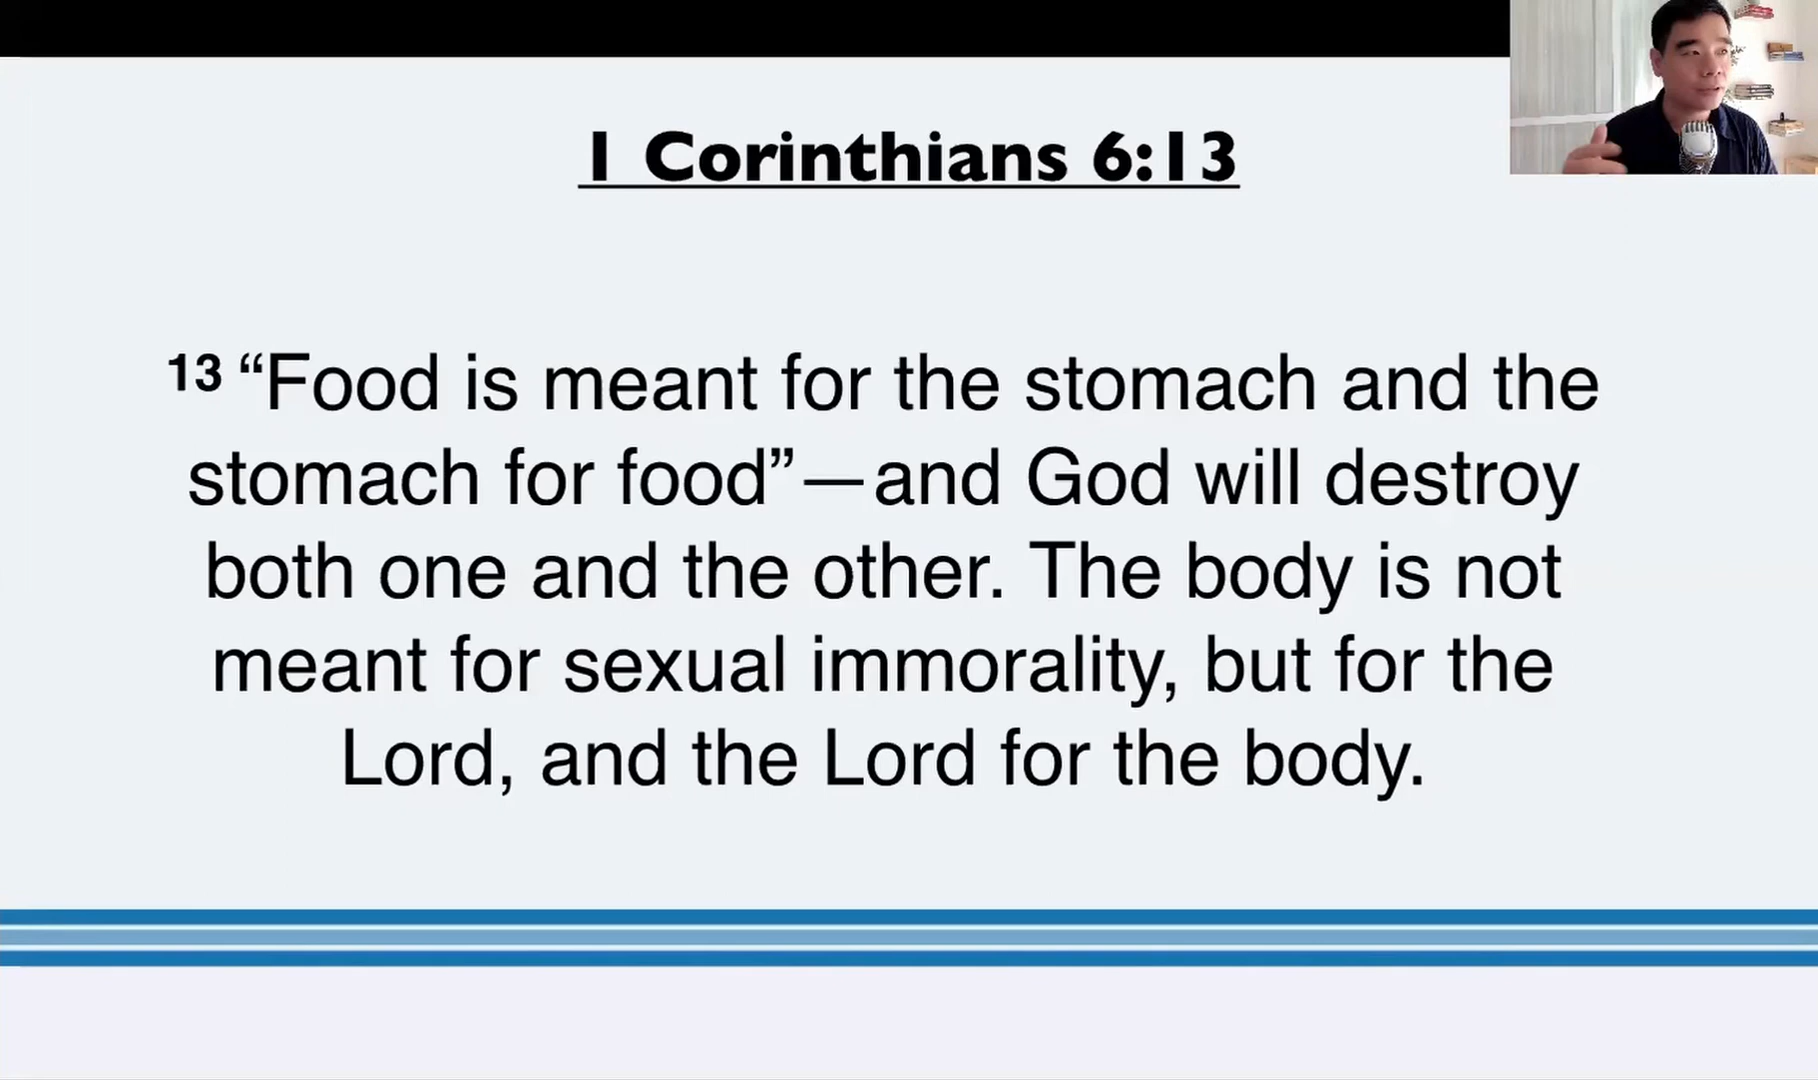 1 Corinthians 6:13
13 “Food is meant for the stomach and the
stomach for food”—and God will destroy
both one and the other. The body is not
meant for sexual immorality, but for the
Lord, and the Lord for the body.